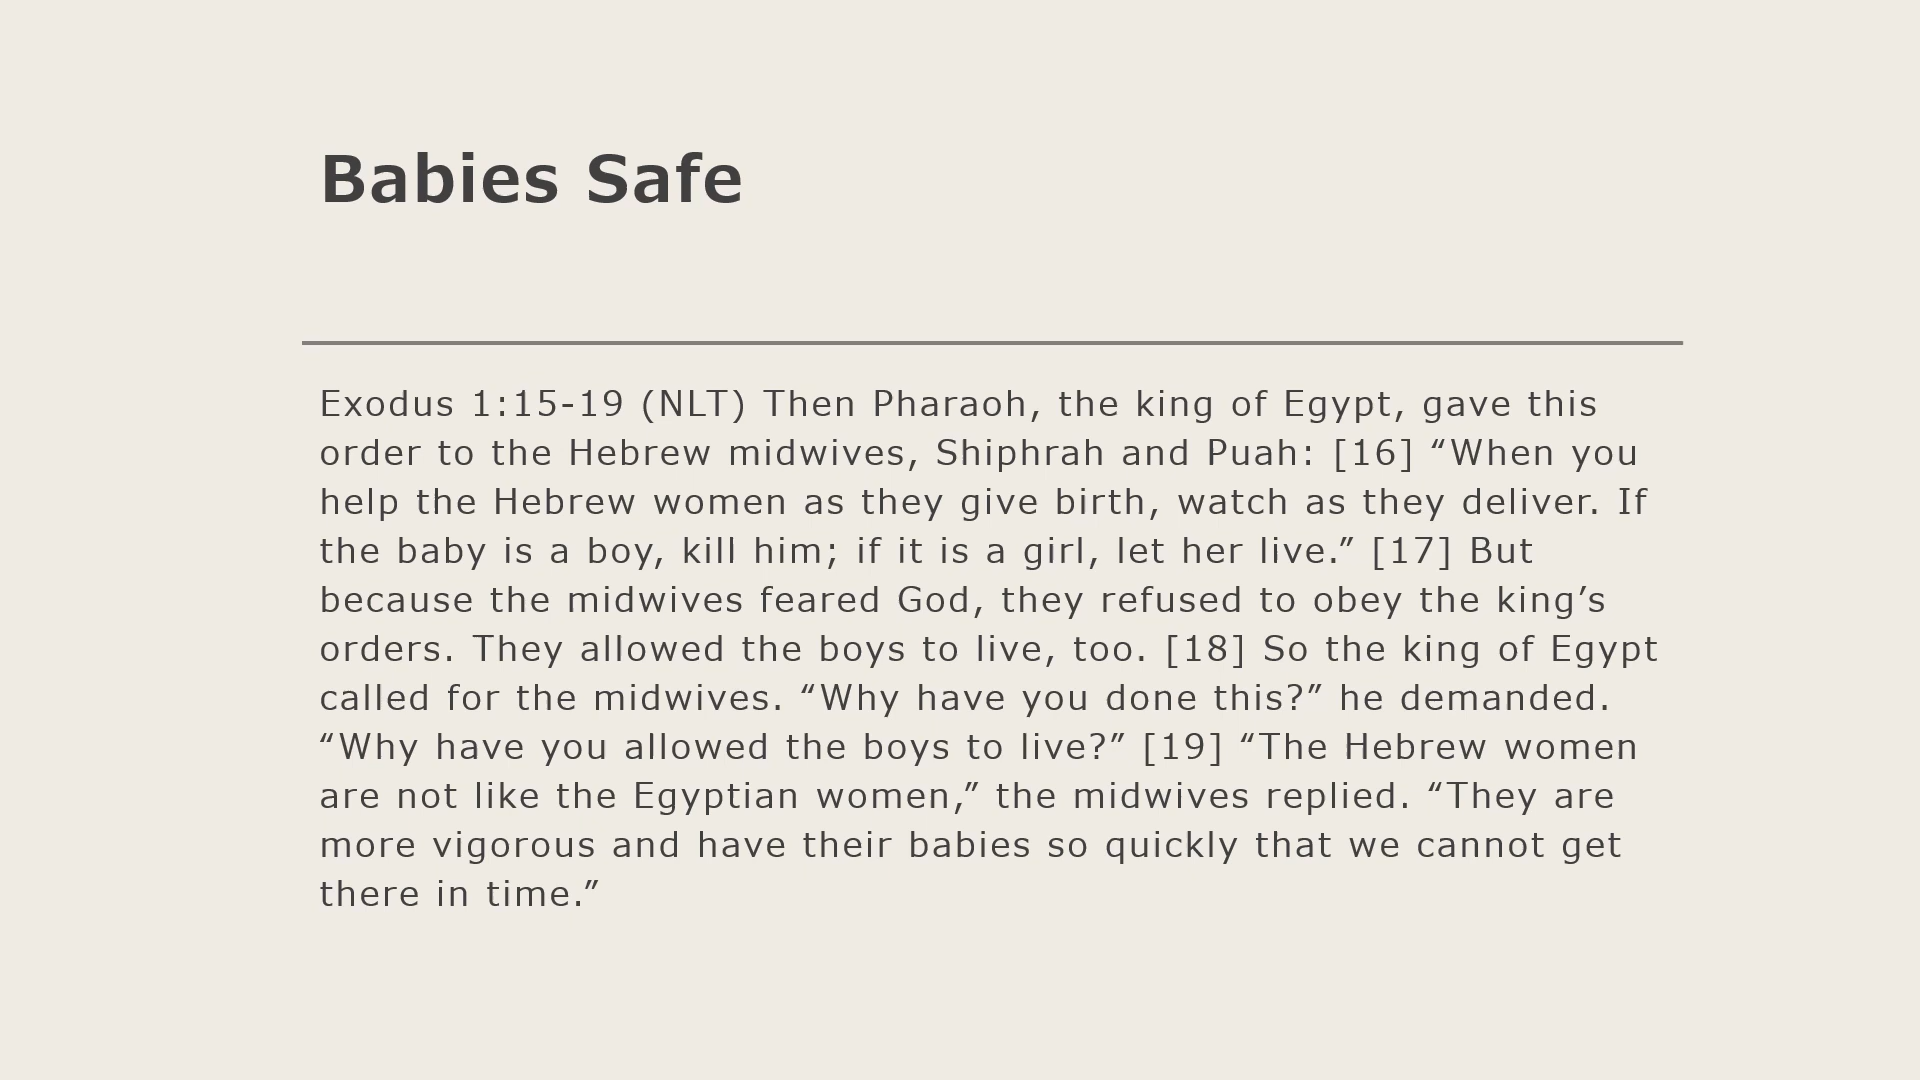 Babies Safe
Exodus 1:15-19 (NLT) Then Pharaoh, the king of Egypt, gave this
order to the Hebrew midwives, Shiphrah and Puah: [16] “When you
help the Hebrew women as they give birth, watch as they deliver. If
the baby is a boy, kill him; if it is a girl, let her live.” [17] But
because the midwives feared God, they refused to obey the king’s
orders. They allowed the boys to live, too. [18] So the king of Egypt
called for the midwives. “Why have you done this?” he demanded.
“Why have you allowed the boys to live?” [19] “The Hebrew women
are not like the Egyptian women,” the midwives replied. “They are
more vigorous and have their babies so quickly that we cannot get
there in time.”